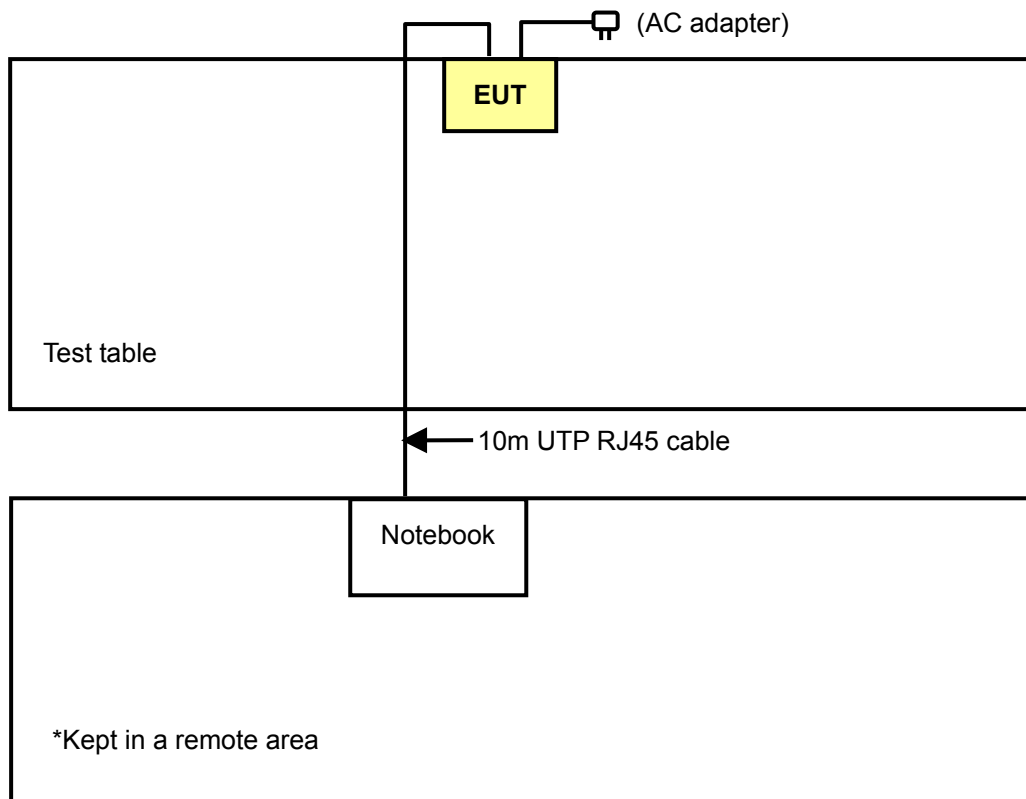 (AC adapter)
EUT
Test table
10m UTP RJ45 cable
Notebook
*Kept in a remote area